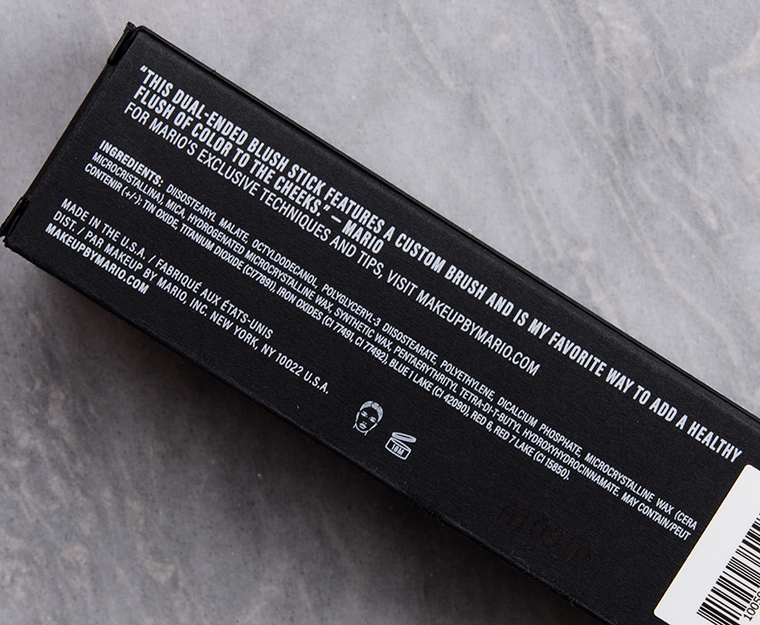 "THIS DUAL-ENDED BLUSH STICK FEATURES A CUSTOM BRUSH AND IS MY FAVORITE WAY TO ADD A HEALTHY
FLUSH OF COLOR TO THE CHEEKS." – MARIO
FOR MARIO'S EXCLUSIVE TECHNIQUES AND TIPS, VISIT MAKEUPBYMARIO.COM
INGREDIENTS: DIISOSTEARYL MALATE, OCTYLDODECANOL, POLYGLYCERYL-3 DIISOSTEARATE, POLYETHYLENE, DICALCIUM PHOSPHATE, MICROCRYSTALLINE WAX (CERA
MICROCRISTALLINA), MICA, HYDROGENATED MICROCRYSTALLINE WAX, SYNTHETIC WAX, PENTAERYTHRITYL TETRA-DI-T-BUTYL HYDROXYHYDROCINNAMATE. MAY CONTAIN/PEUT
CONTENIR (+/-): TIN OXIDE, TITANIUM DIOXIDE (CI77891), IRON OXIDES (CI 77491, CI 77492), BLUE 1 LAKE (CI 42090), RED 6, RED 7 LAKE (CI 15850).
MADE IN THE U.S.A. / FABRIQUÉ AUX ÉTATS-UNIS
DIST. / PAR MAKEUP BY MARIO, INC. NEW YORK, NY 10022 U.S.A.
MAKEUPBYMARIO.COM
18M